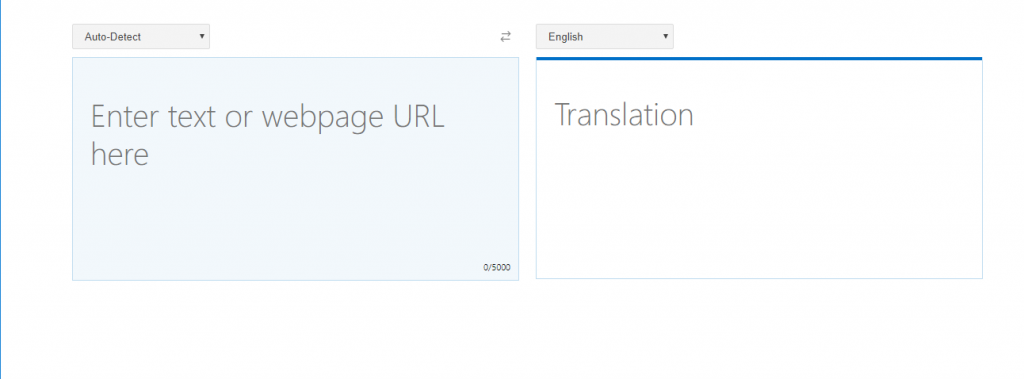 Auto-Detect
English
Enter text or webpage URL
here
0/5000
Translation